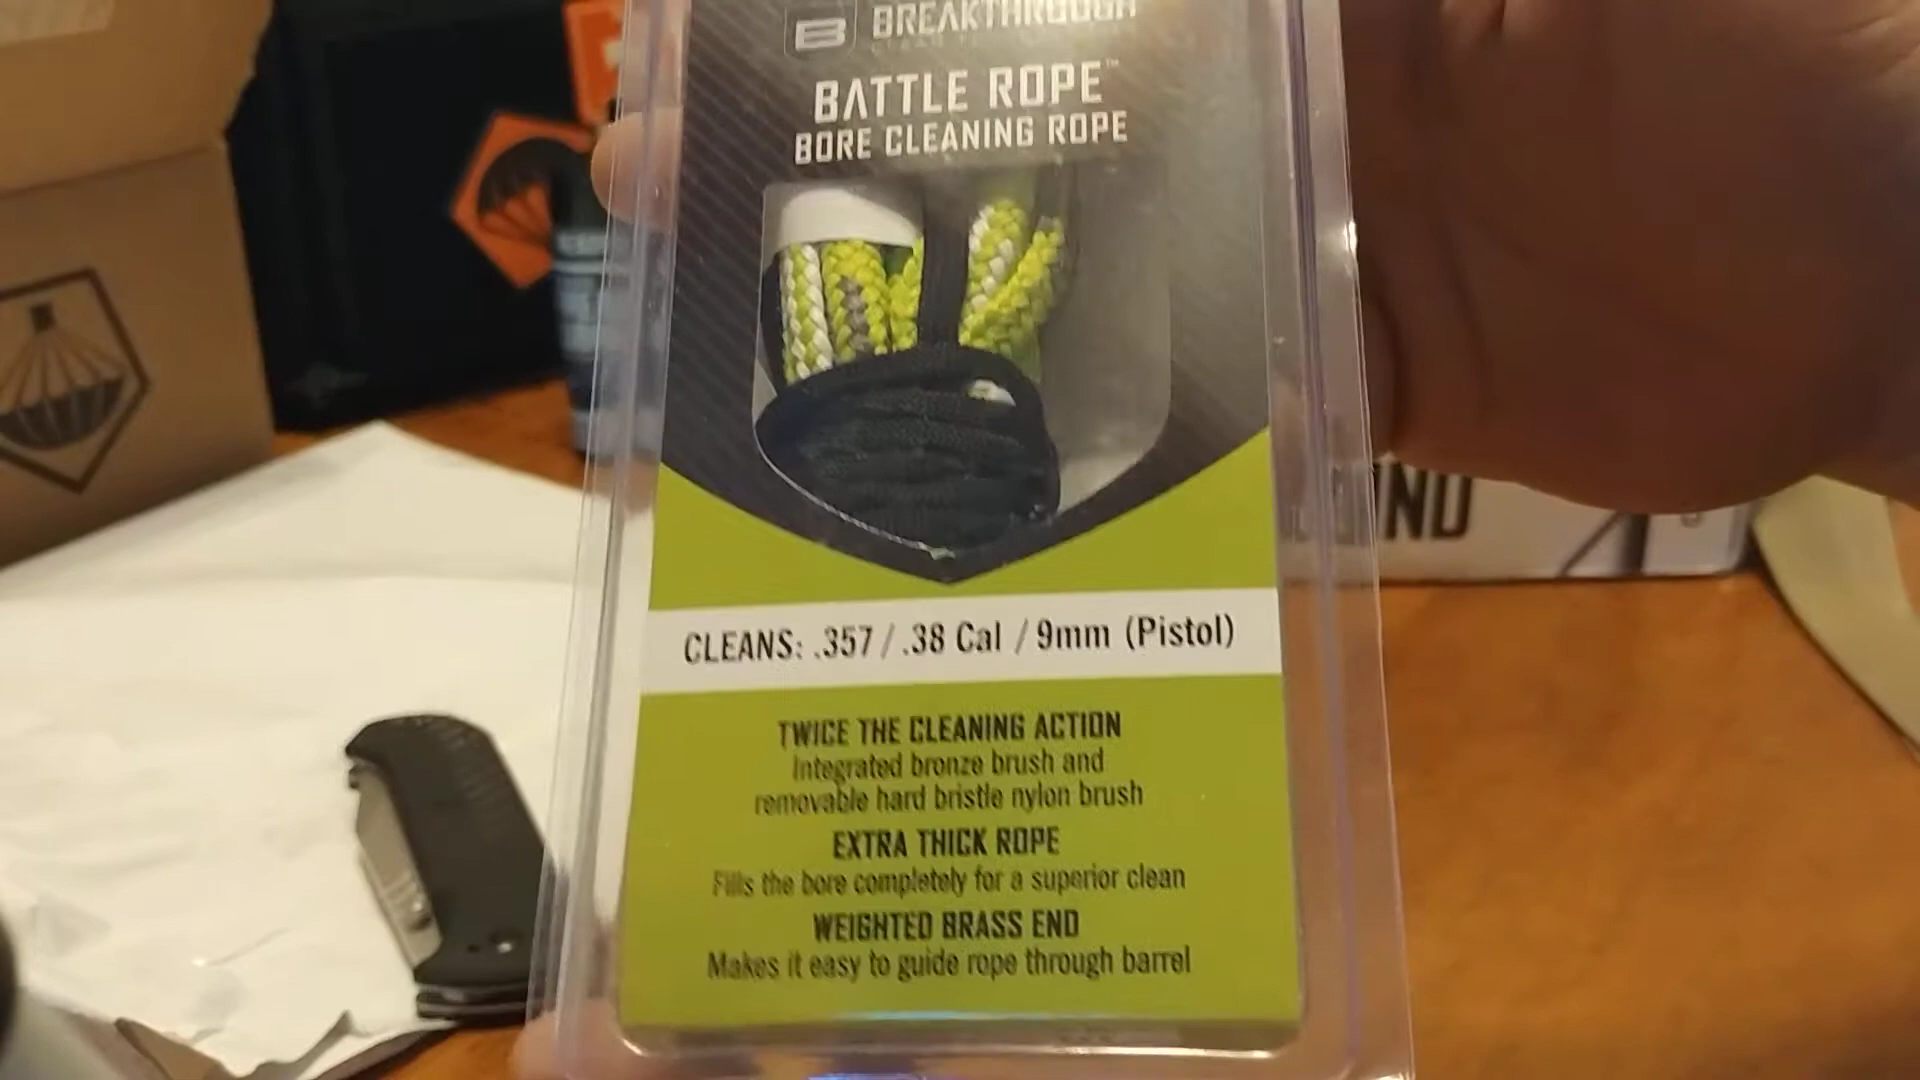 BREAKTHROUGH
BATTLE ROPE™
BORE CLEANING ROPE
CLEANS: .357 / .38 Cal / 9mm (Pistol)
TWICE THE CLEANING ACTION
Integrated bronze brush and
removable hard bristle nylon brush
EXTRA THICK ROPE
Fills the bore completely for a superior clean
WEIGHTED BRASS END
Makes it easy to guide rope through barrel